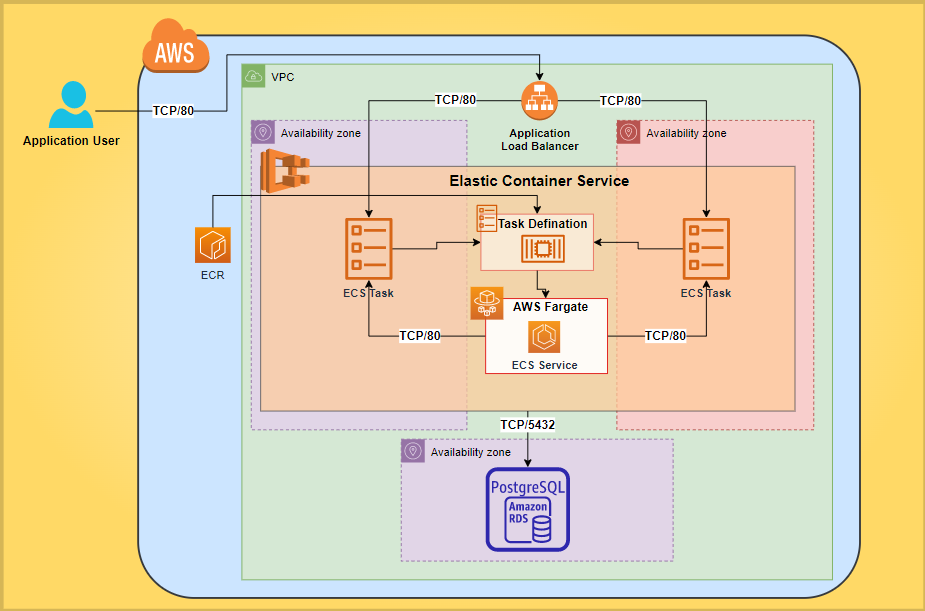 AWS
VPC
TCP/80
Application User
TCP/80
TCP/80
Application
Load Balancer
Availability zone
Availability zone
Elastic Container Service
Task Defination
ECR
ECS Task
ECS Task
AWS Fargate
TCP/80
TCP/80
ECS Service
TCP/5432
Availability zone
PostgreSQL
Amazon
RDS